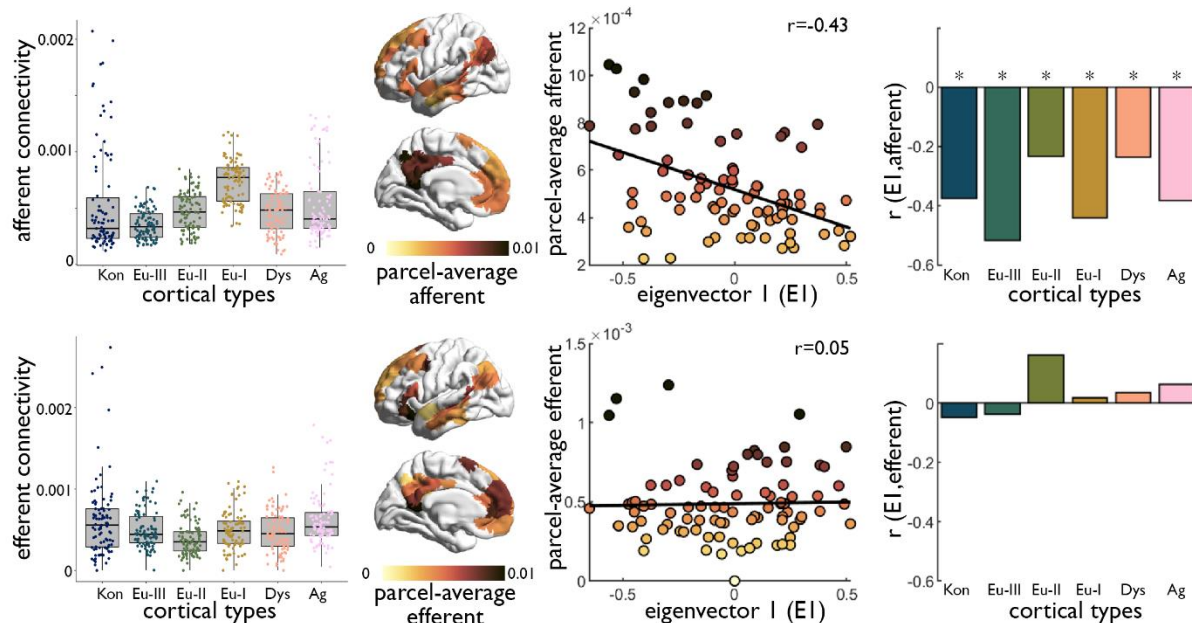 afferent connectivity
0.002
0.001
0
Kon Eu-III Eu-II Eu-I Dys Ag
cortical types
0 0.01
parcel-average
afferent
×10⁻⁴
r=-0.43
parcel-average afferent
12
10
8
6
4
2
-0.5 0 0.5
eigenvector 1 (E1)
* * * * * *
r (E1,afferent)
0
-0.2
-0.4
-0.6
Kon Eu-III Eu-II Eu-I Dys Ag
cortical types
efferent connectivity
0.002
0.001
0
Kon Eu-III Eu-II Eu-I Dys Ag
cortical types
0 0.01
parcel-average
efferent
×10⁻³
r=0.05
parcel-average efferent
1.5
1
0.5
0
-0.5 0 0.5
eigenvector 1 (E1)
r (E1,efferent)
0
-0.2
-0.4
-0.6
Kon Eu-III Eu-II Eu-I Dys Ag
cortical types